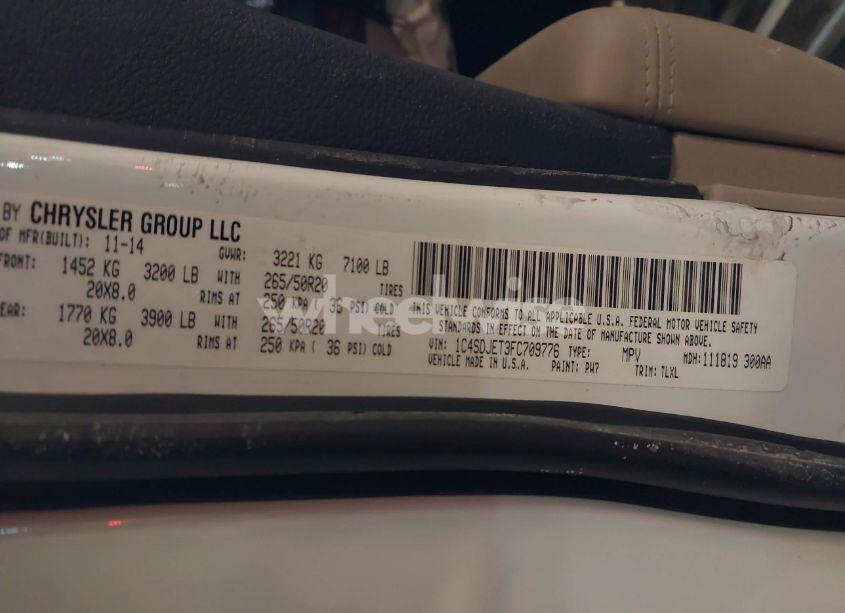 BY CHRYSLER GROUP LLC
OF MFR(BUILT): 11-14 GVWR: 3221 KG 7100 LB
FRONT: 1452 KG 3200 LB WITH 265/50R20 TIRES
20X8.0 RIMS AT 250 KPA ( 36 PSI) COLD
EAR: 1770 KG 3900 LB WITH 265/50R20 TIRES
20X8.0 RIMS AT 250 KPA ( 36 PSI) COLD
THIS VEHICLE CONFORMS TO ALL APPLICABLE U.S.A. FEDERAL MOTOR VEHICLE SAFETY
STANDARDS IN EFFECT ON THE DATE OF MANUFACTURE SHOWN ABOVE.
VIN: 1C4SDJET3FC709776 TYPE: MPV MDH: 111819 300AA
VEHICLE MADE IN U.S.A. PAINT: PW7 TRIM: TLXL